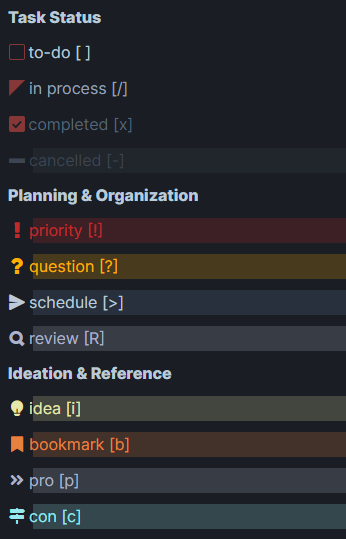 Task Status
to-do [ ]
in process [/]
completed [x]
cancelled [-]
Planning & Organization
priority [!]
question [?]
schedule [>]
review [R]
Ideation & Reference
idea [i]
bookmark [b]
pro [p]
con [c]